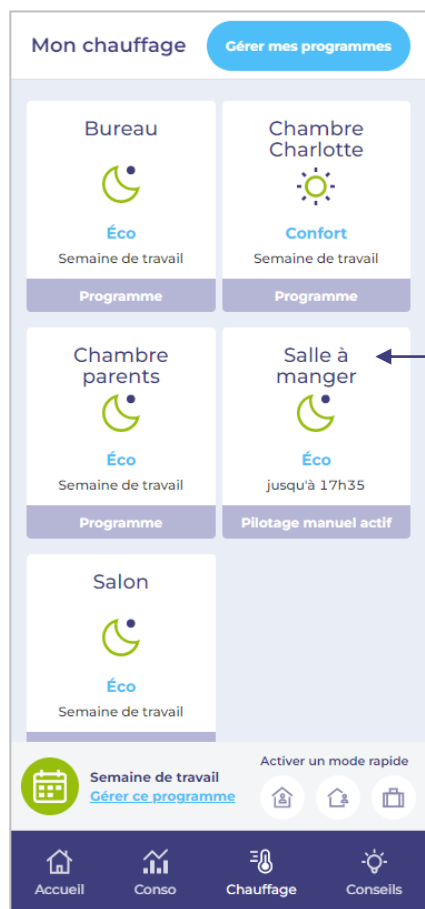 Mon chauffage
Gérer mes programmes
Bureau
Éco
Semaine de travail
Programme
Chambre
Charlotte
Confort
Semaine de travail
Programme
Chambre
parents
Éco
Semaine de travail
Programme
Salle à
manger
Éco
jusqu'à 17h35
Pilotage manuel actif
Salon
Éco
Semaine de travail
Semaine de travail
Gérer ce programme
Activer un mode rapide
Accueil
Conso
Chauffage
Conseils